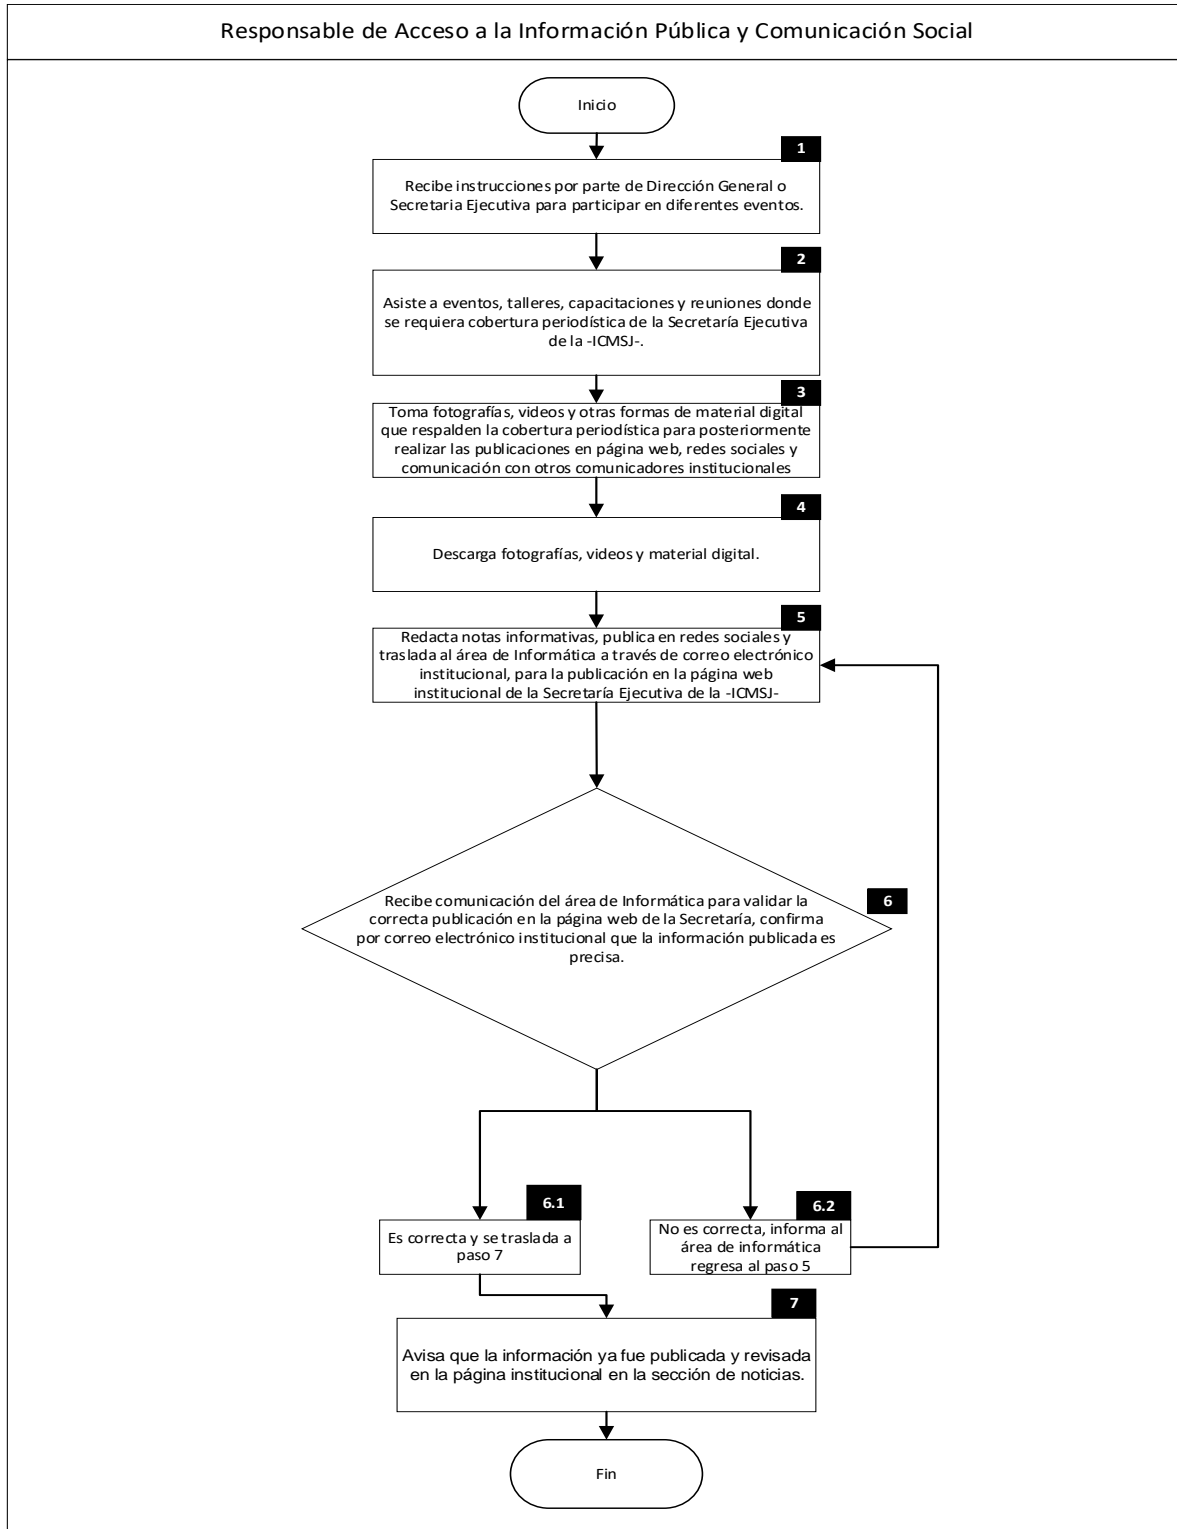 Responsable de Acceso a la Información Pública y Comunicación Social
Inicio
1
Recibe instrucciones por parte de Dirección General o
Secretaria Ejecutiva para participar en diferentes eventos.
2
Asiste a eventos, talleres, capacitaciones y reuniones donde
se requiera cobertura periodística de la Secretaría Ejecutiva
de la -ICMSJ-.
3
Toma fotografías, videos y otras formas de material digital
que respalden la cobertura periodística para posteriormente
realizar las publicaciones en página web, redes sociales y
comunicación con otros comunicadores institucionales
4
Descarga fotografías, videos y material digital.
5
Redacta notas informativas, publica en redes sociales y
traslada al área de Informática a través de correo electrónico
institucional, para la publicación en la página web
institucional de la Secretaría Ejecutiva de la -ICMSJ-
6
Recibe comunicación del área de Informática para validar la
correcta publicación en la página web de la Secretaría, confirma
por correo electrónico institucional que la información publicada es
precisa.
6.1
Es correcta y se traslada a
paso 7
6.2
No es correcta, informa al
área de informática
regresa al paso 5
7
Avisa que la información ya fue publicada y revisada
en la página institucional en la sección de noticias.
Fin